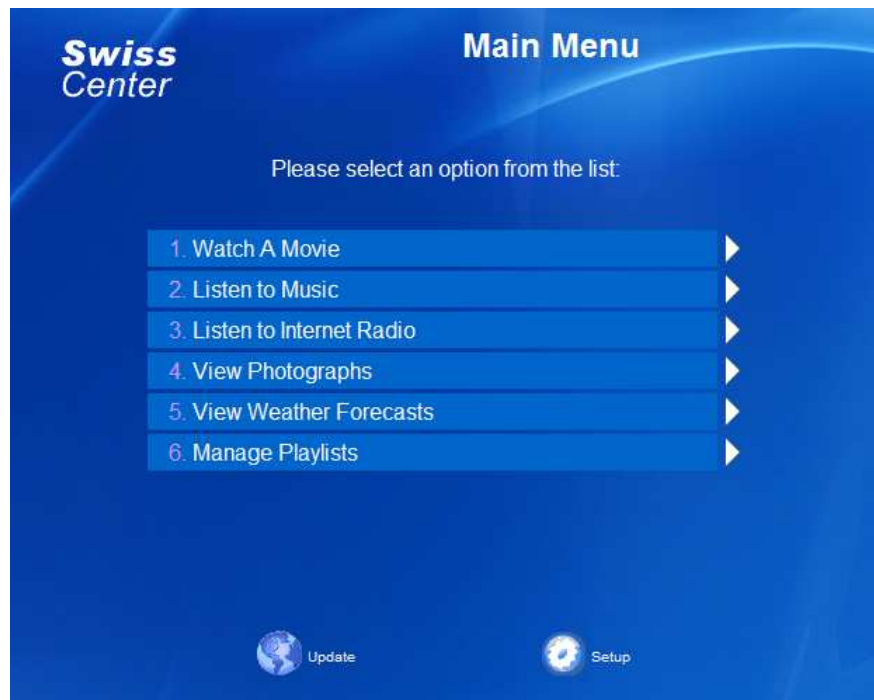 Swiss
Center
Main Menu
Please select an option from the list:
1. Watch A Movie
2. Listen to Music
3. Listen to Internet Radio
4. View Photographs
5. View Weather Forecasts
6. Manage Playlists
Update
Setup